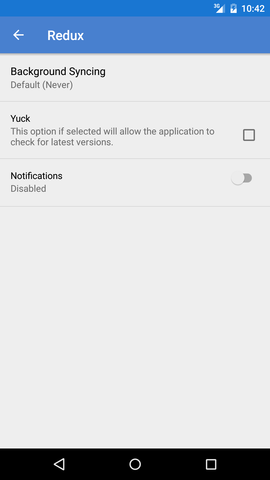 3G 10:42
Redux
Background Syncing
Default (Never)
Yuck
This option if selected will allow the application to
check for latest versions.
Notifications
Disabled